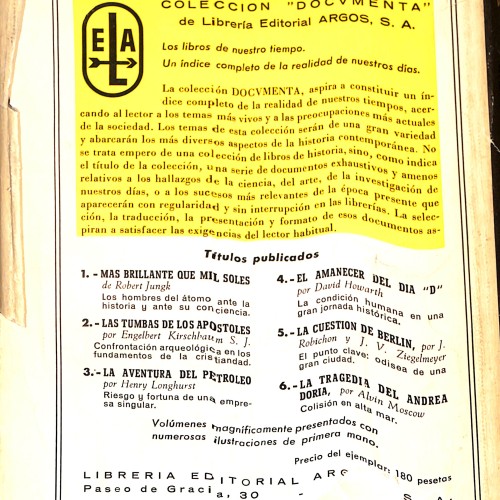 COLECCION "DOCVMENTA"
de Librería Editorial ARGOS, S. A.
E A
L
Los libros de nuestro tiempo.
Un índice completo de la realidad de nuestros días.
La colección DOCVMENTA, aspira a constituir un ín-
dice completo de la realidad de nuestros tiempos, acer-
cando al lector a los temas más vivos y a las preocupaciones más actuales
de la sociedad. Los temas de esta colección serán de una gran variedad
y abarcarán los más diversos aspectos de la historia contemporánea. No
se trata empero de una colección de libros de historia, sino, como indica
el título de la colección, una serie de documentos exhaustivos y amenos
relativos a los hallazgos de la ciencia, del arte, de la investigación de
nuestros días, o a los sucesos más relevantes de la época presente que
aparecerán con regularidad y sin interrupción en las librerías. La selec-
ción, la traducción, la presentación y formato de esos documentos as-
piran a satisfacer las exigencias del lector habitual.
Títulos publicados
1.-MAS BRILLANTE QUE MIL SOLES
de Robert Jungk
Los hombres del átomo ante la
historia y ante su conciencia.
2.-LAS TUMBAS DE LOS APOSTOLES
por Engelbert Kirschbaum S. J.
Confrontación arqueológica en los
fundamentos de la cristiandad.
3.-LA AVENTURA DEL PETROLEO
por Henry Longhurst
Riesgo y fortuna de una empre-
sa singular.
4.-EL AMANECER DEL DIA "D"
por David Howarth
La condición humana en una
gran jornada histórica.
5.-LA CUESTION DE BERLIN, por J.
Robichon y J. V. Ziegelmeyer
El punto clave: odisea de una
gran ciudad.
6.-LA TRAGEDIA DEL ANDREA
DORIA, por Alvin Moscow
Colisión en alta mar.
Volúmenes magníficamente presentados con
numerosas ilustraciones de primera mano.
Precio del ejemplar: 180 pesetas
LIBRERIA EDITORIAL ARG
Paseo de Gracia, 30 -